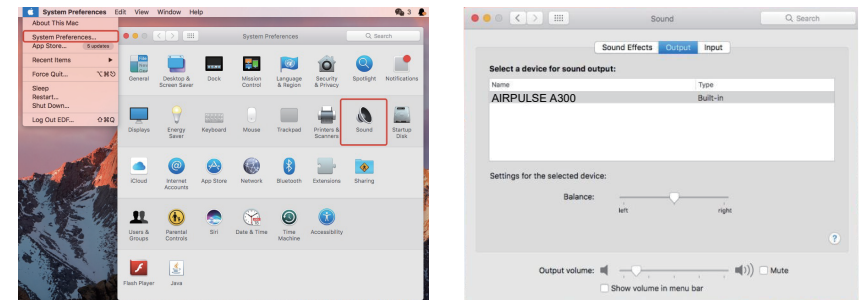 System Preferences Edit View Window Help 3
About This Mac
System Preferences...
App Store... 5 updates
Recent Items
Force Quit...
Sleep
Restart...
Shut Down...
Log Out EDF... ⇧⌘Q
System Preferences
Search
General Desktop & Screen Saver Dock Mission Control Language & Region Security & Privacy Spotlight Notifications
Displays Energy Saver Keyboard Mouse Trackpad Printers & Scanners Sound Startup Disk
iCloud Internet Accounts App Store Network Bluetooth Extensions Sharing
Users & Groups Parental Controls Siri Date & Time Time Machine Accessibility
Flash Player Java
Sound
Search
Sound Effects Output Input
Select a device for sound output:
Name Type
AIRPULSE A300 Built-in
Settings for the selected device:
Balance:
left right
?
Output volume: Mute
Show volume in menu bar